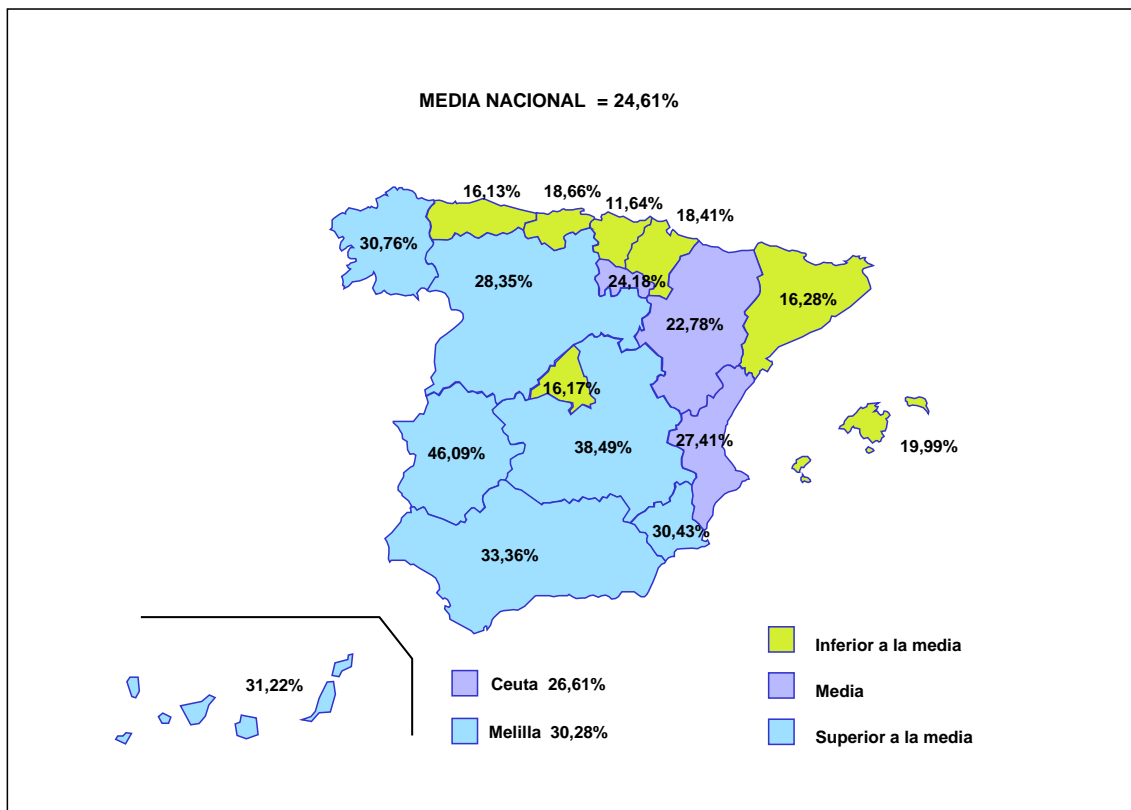 MEDIA NACIONAL = 24,61%
16,13%
18,66%
11,64%
18,41%
30,76%
28,35%
24,18%
22,78%
16,28%
16,17%
46,09%
38,49%
27,41%
19,99%
33,36%
30,43%
31,22%
Ceuta 26,61%
Melilla 30,28%
Inferior a la media
Media
Superior a la media